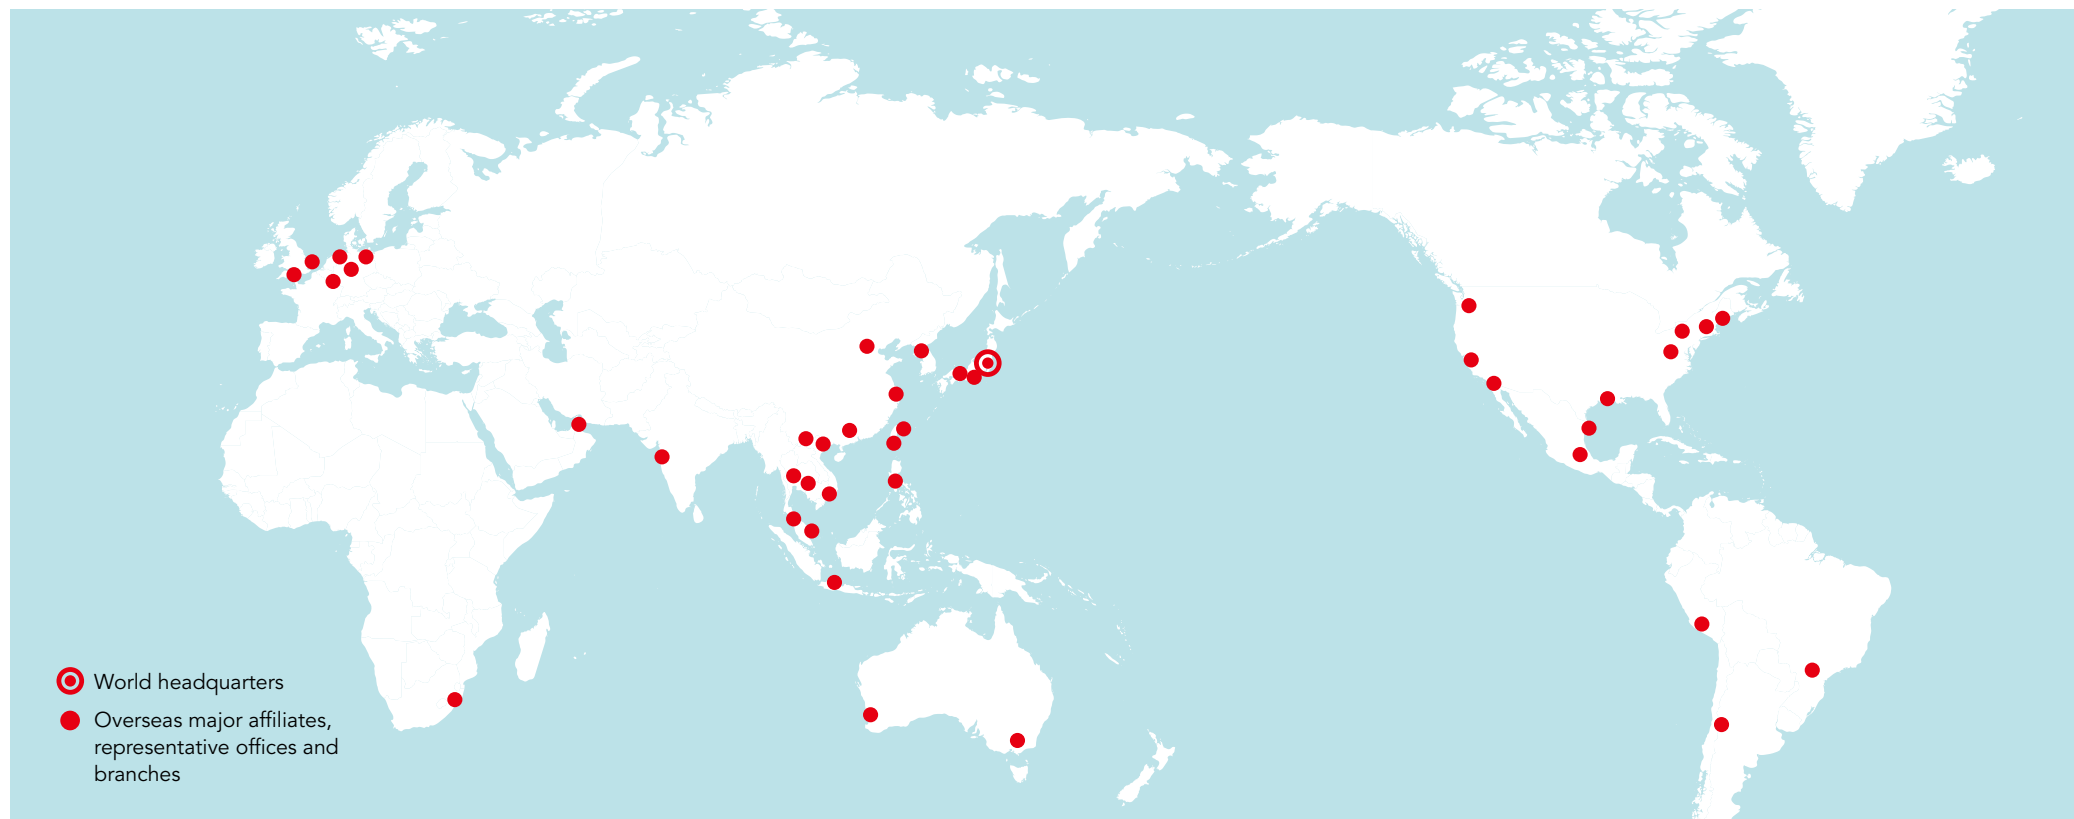 World headquarters
Overseas major affiliates,
representative offices and
branches